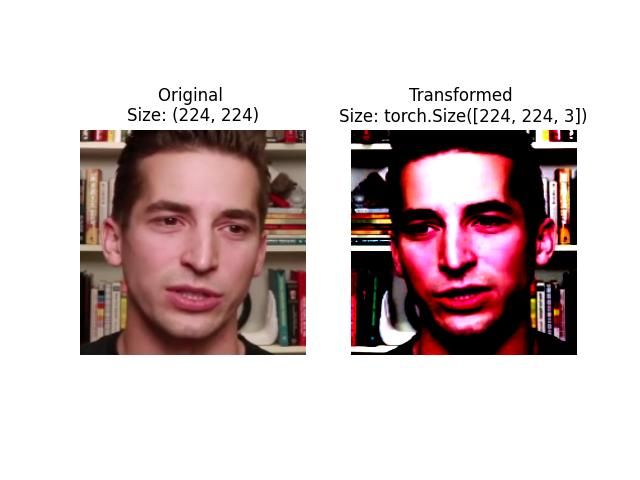 Original
Size: (224, 224)
Transformed
Size: torch.Size([224, 224, 3])